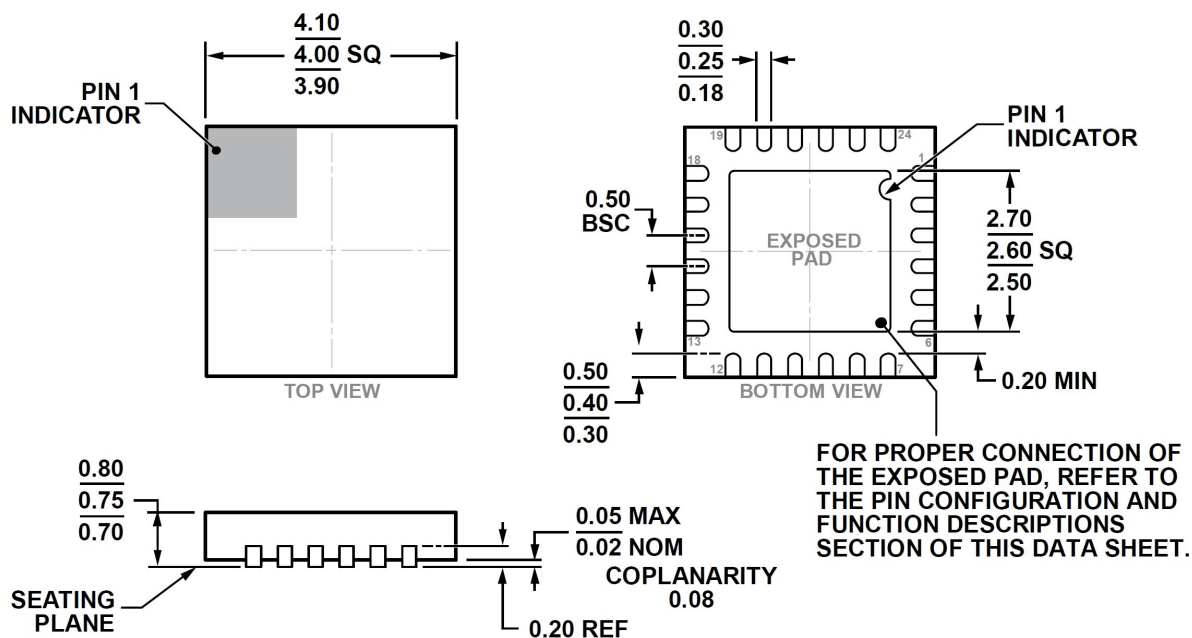 4.10
4.00 SQ
3.90
PIN 1
INDICATOR
TOP VIEW
0.30
0.25
0.18
PIN 1
INDICATOR
19
24
18
1
0.50
BSC
EXPOSED
PAD
2.70
2.60 SQ
2.50
13
6
12
7
BOTTOM VIEW
0.50
0.40
0.30
0.20 MIN
FOR PROPER CONNECTION OF
THE EXPOSED PAD, REFER TO
THE PIN CONFIGURATION AND
FUNCTION DESCRIPTIONS
SECTION OF THIS DATA SHEET.
0.80
0.75
0.70
0.05 MAX
0.02 NOM
COPLANARITY
0.08
SEATING
PLANE
0.20 REF